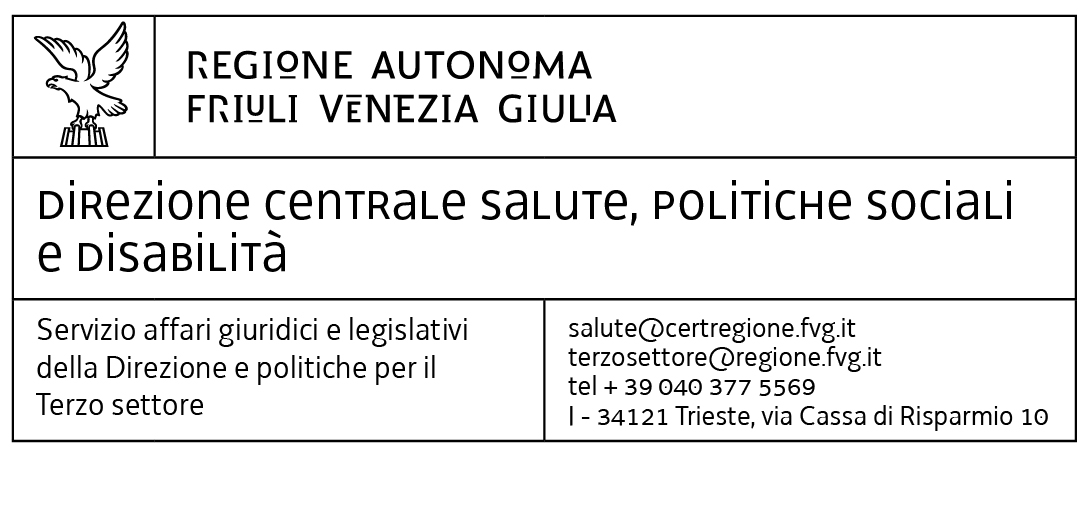 REGIONE AUTONOMA
FRIULI VENEZIA GIULIA
Direzione centrale salute, politiche sociali
e disabilità
Servizio affari giuridici e legislativi
della Direzione e politiche per il
Terzo settore
salute@certregione.fvg.it
terzosettore@regione.fvg.it
tel + 39 040 377 5569
I - 34121 Trieste, via Cassa di Risparmio 10